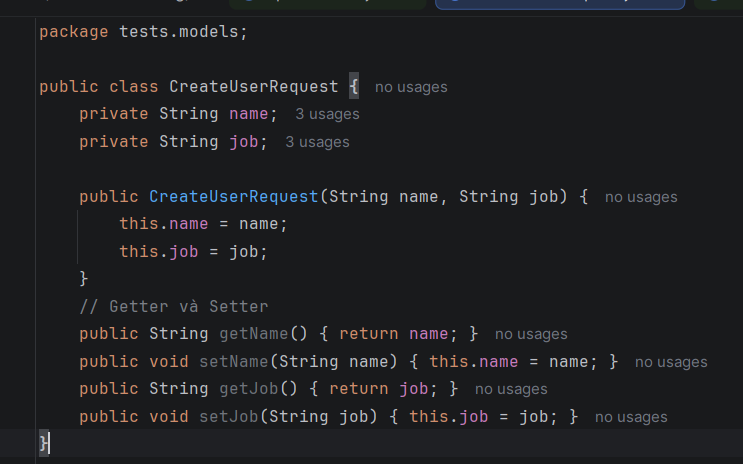 package tests.models;
public class CreateUserRequest { no usages
private String name; 3 usages
private String job; 3 usages
public CreateUserRequest(String name, String job) { no usages
this.name = name;
this.job = job;
}
// Getter và Setter
public String getName() { return name; } no usages
public void setName(String name) { this.name = name; } no usages
public String getJob() { return job; } no usages
public void setJob(String job) { this.job = job; } no usages
}